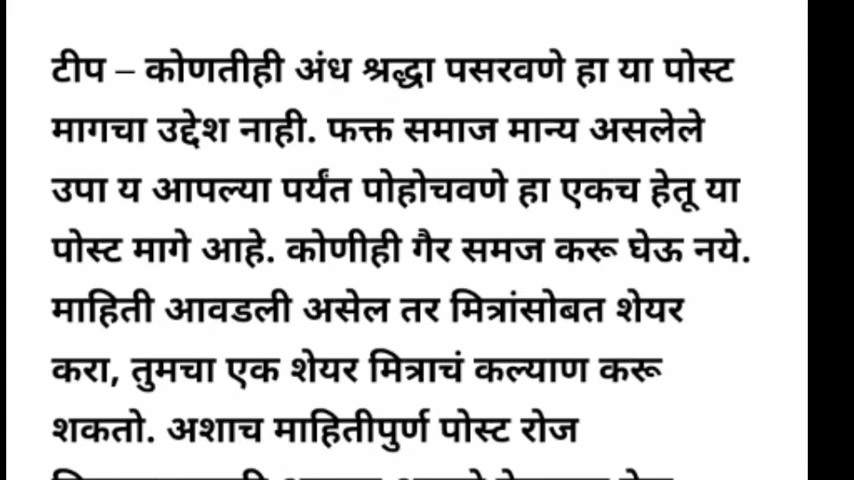 टीप – कोणतीही अंध श्रद्धा पसरवणे हा या पोस्ट
मागचा उद्देश नाही. फक्त समाज मान्य असलेले
उपा य आपल्या पर्यंत पोहोचवणे हा एकच हेतू या
पोस्ट मागे आहे. कोणीही गैर समज करू घेऊ नये.
माहिती आवडली असेल तर मित्रांसोबत शेयर
करा, तुमचा एक शेयर मित्राचं कल्याण करू
शकतो. अशाच माहितीपुर्ण पोस्ट रोज